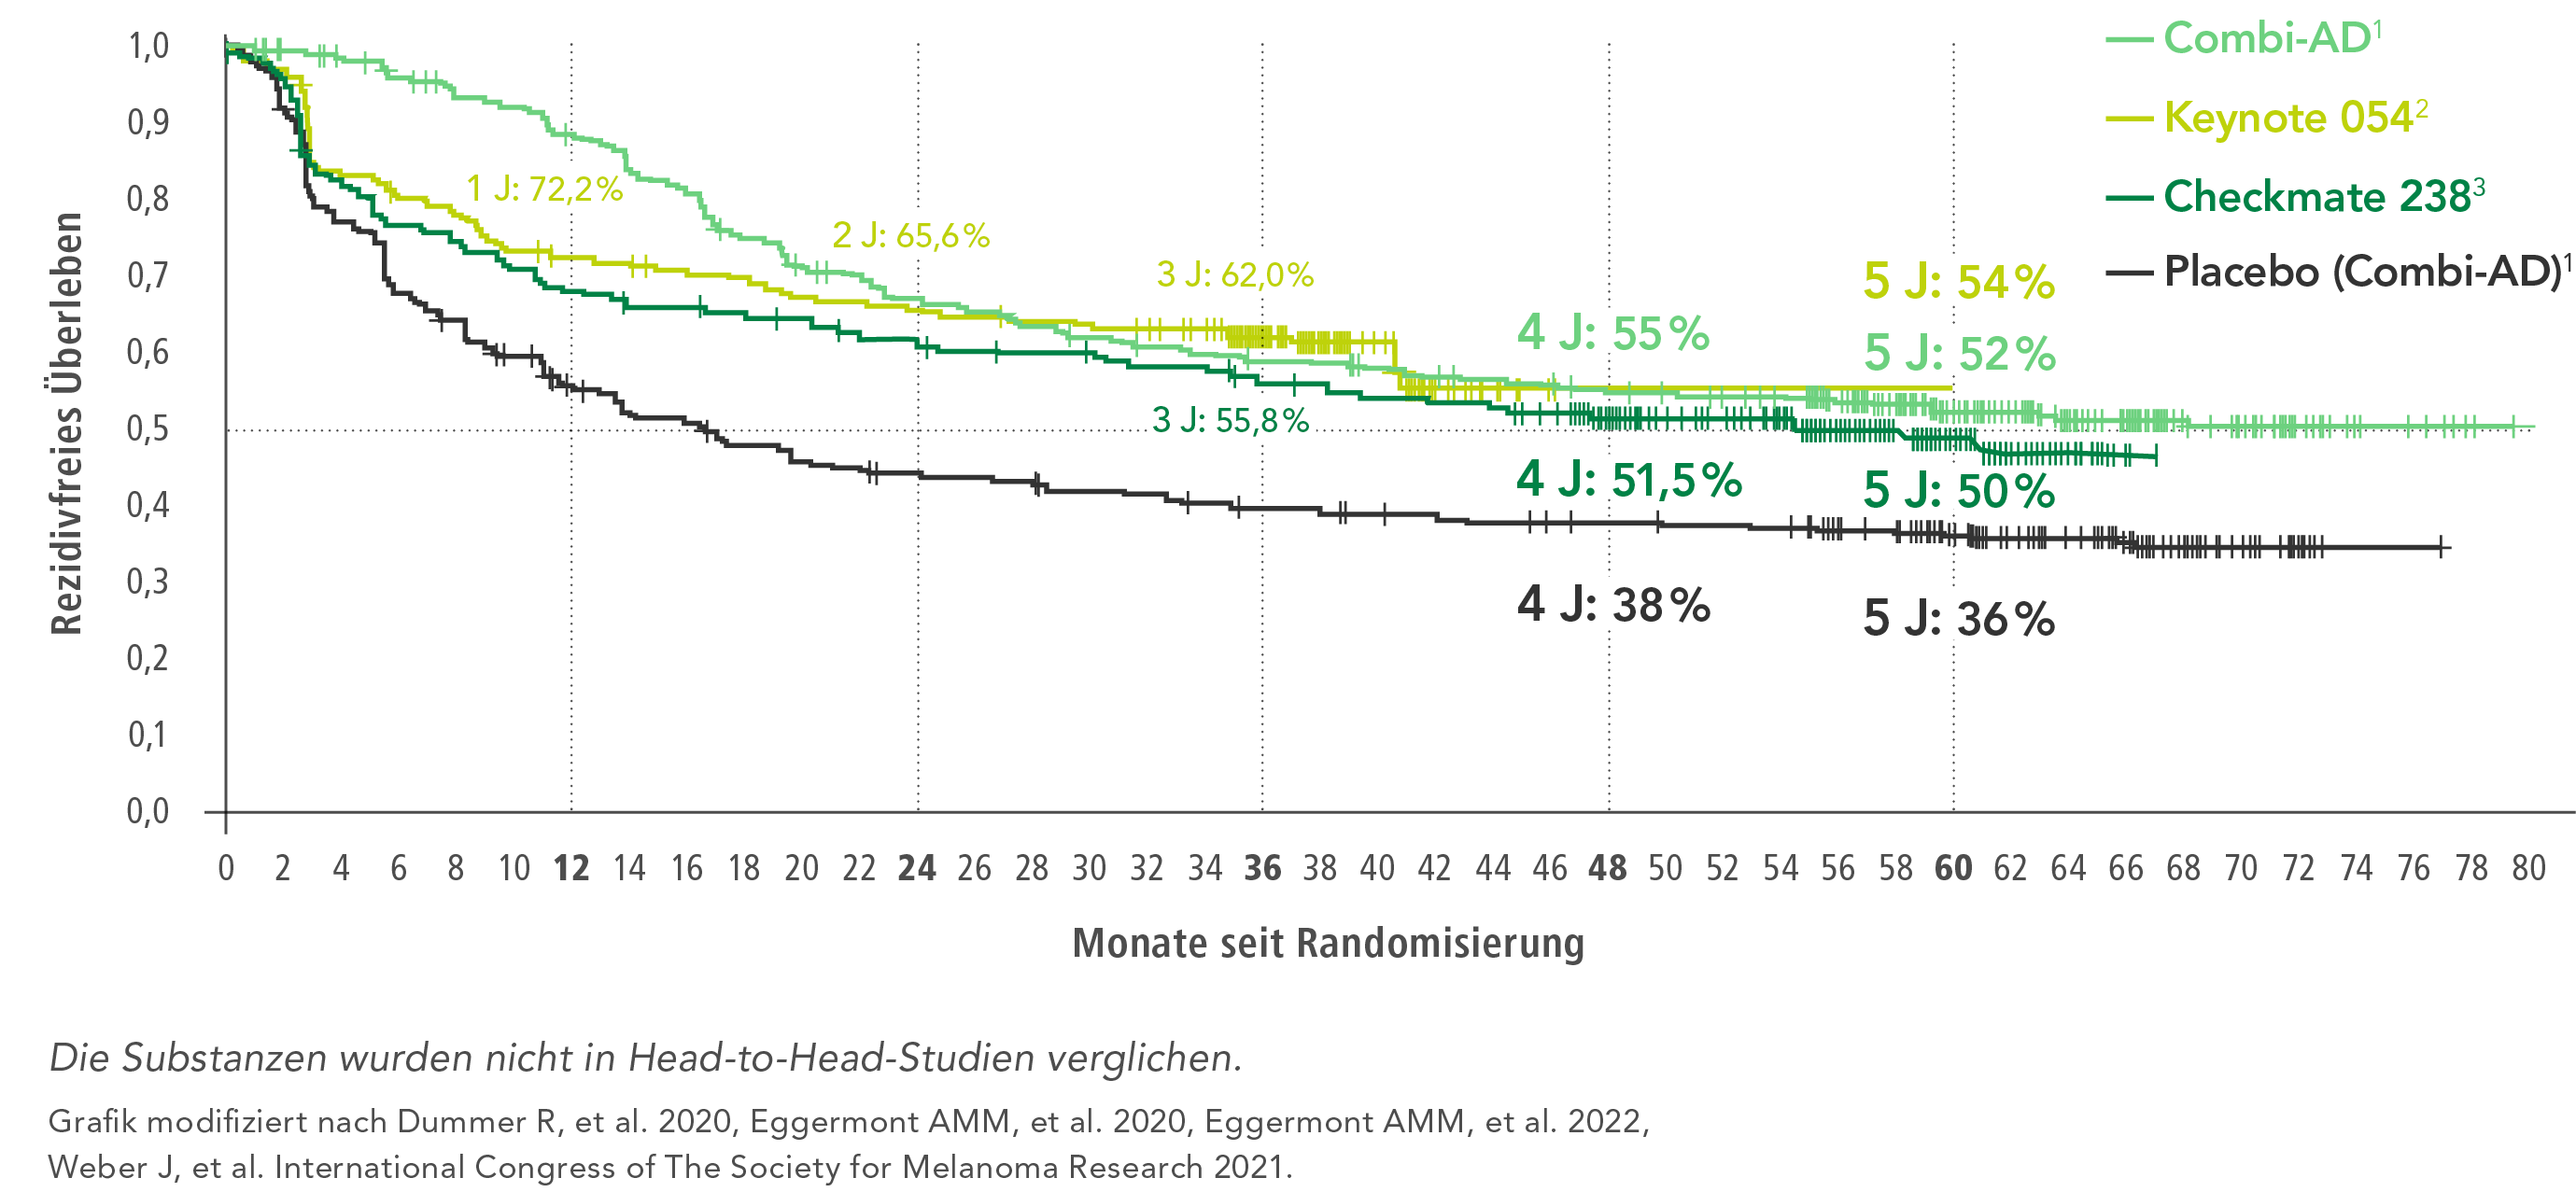 Combi-AD¹
Keynote 054²
Checkmate 238³
Placebo (Combi-AD)¹
Rezidivfreies Überleben
1,0
0,9
0,8
0,7
0,6
0,5
0,4
0,3
0,2
0,1
0,0
1 J: 72,2%
2 J: 65,6%
3 J: 62,0%
5 J: 54%
4 J: 55%
5 J: 52%
3 J: 55,8%
4 J: 51,5%
5 J: 50%
4 J: 38%
5 J: 36%
0 2 4 6 8 10 12 14 16 18 20 22 24 26 28 30 32 34 36 38 40 42 44 46 48 50 52 54 56 58 60 62 64 66 68 70 72 74 76 78 80
Monate seit Randomisierung
Die Substanzen wurden nicht in Head-to-Head-Studien verglichen.
Grafik modifiziert nach Dummer R, et al. 2020, Eggermont AMM, et al. 2020, Eggermont AMM, et al. 2022,
Weber J, et al. International Congress of The Society for Melanoma Research 2021.